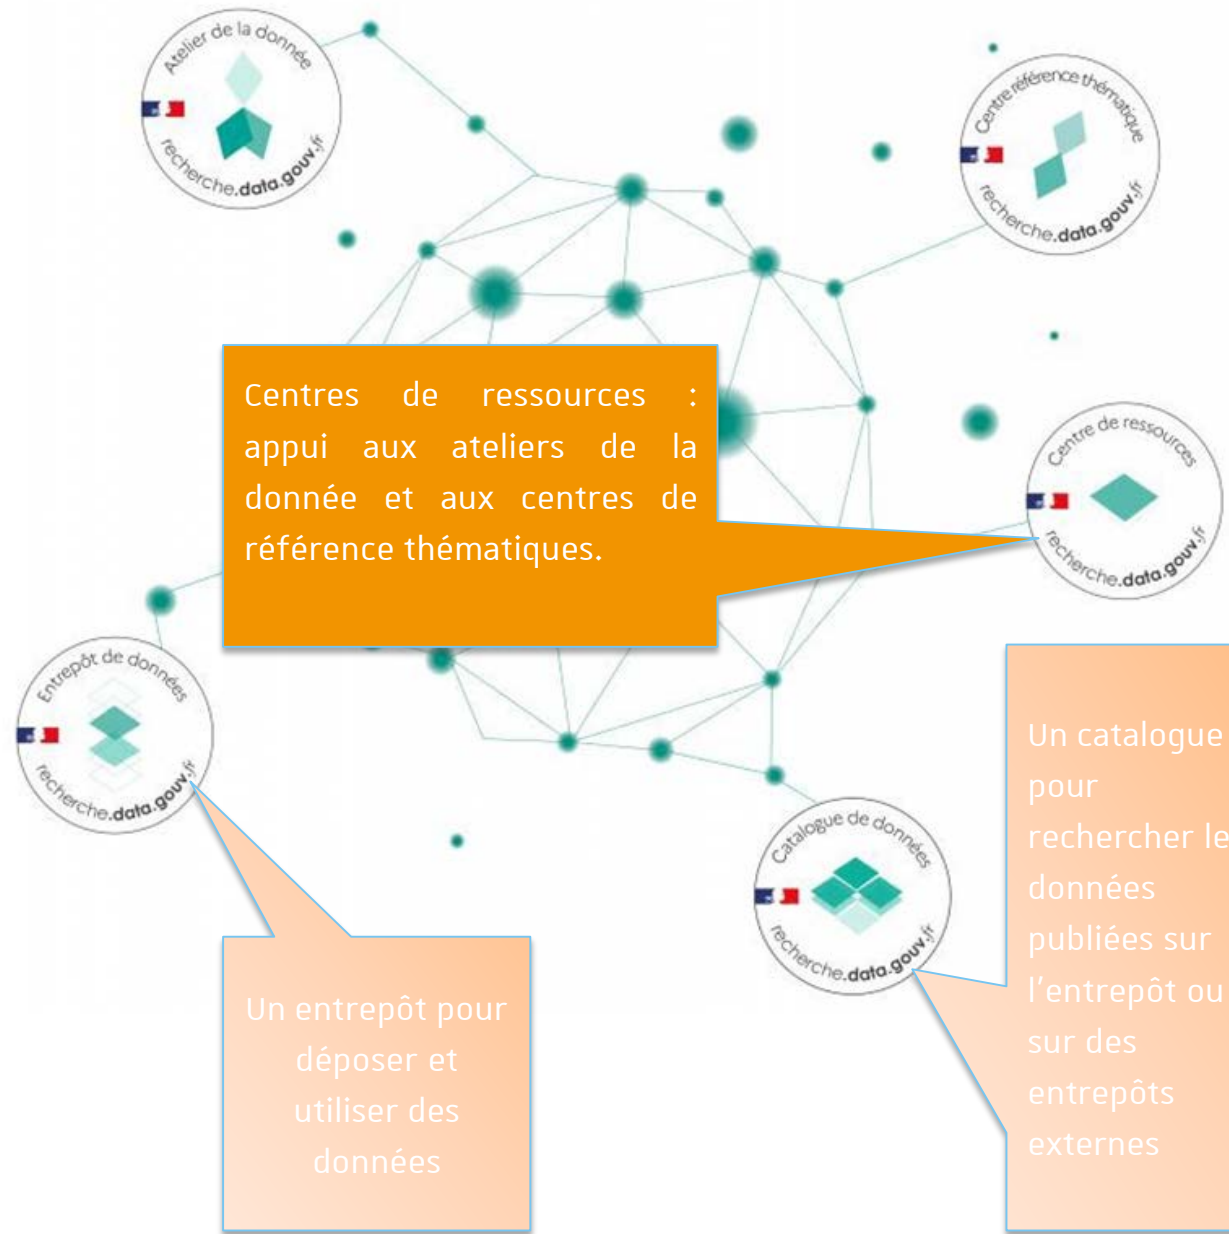 Atelier de la donnée
recherche.data.gouv.fr
Centre référence thématique
recherche.data.gouv.fr
Centres de ressources :
appui aux ateliers de la
donnée et aux centres de
référence thématiques.
Centre de ressources
recherche.data.gouv.fr
Entrepôt de données
recherche.data.gouv.fr
Un catalogue
pour
rechercher le
données
publiées sur
l'entrepôt ou
sur des
entrepôts
externes
Catalogue de données
recherche.data.gouv.fr
Un entrepôt pour
déposer et
utiliser des
données